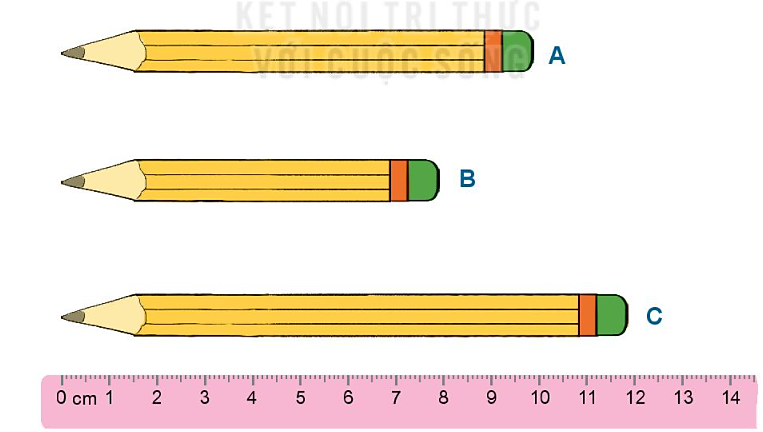 KẾT NỐI TRI THỨC
VỚI CUỘC SỐNG
A
B
C
0 cm 1 2 3 4 5 6 7 8 9 10 11 12 13 14